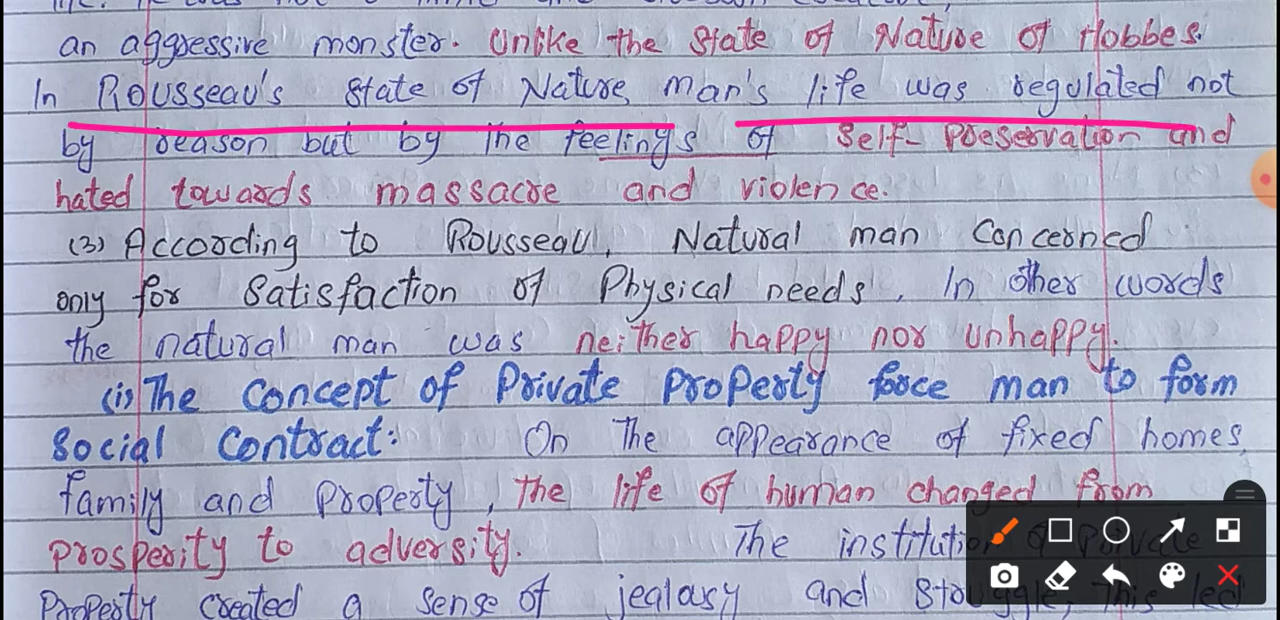 an aggressive monster. Unlike the State of Nature of Hobbes.
In Rousseau's State of Nature man's life was regulated not
by reason but by the feelings of Self-Preservation and
hated towards massacre and violence.
(3) According to Rousseau, Natural man Concerned
only for Satisfaction of Physical needs. In other words
the natural man was neither happy nor unhappy.
(i) The Concept of Private Property force man to form
Social Contract: On the appearance of fixed homes,
family and Property, the life of human changed from
prosperity to adversity. The institution of Private
Property created a sense of jealasy and Struggle, This led